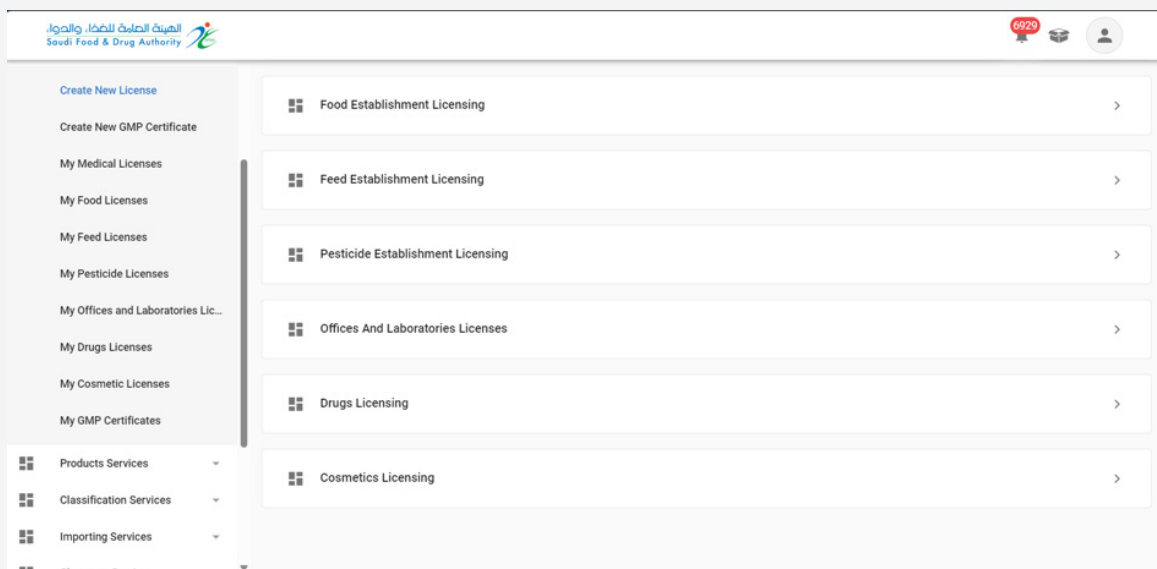 الهيئة العامة للغذاء والدواء
Saudi Food & Drug Authority
6929
Create New License
Create New GMP Certificate
My Medical Licenses
My Food Licenses
My Feed Licenses
My Pesticide Licenses
My Offices and Laboratories Lic...
My Drugs Licenses
My Cosmetic Licenses
My GMP Certificates
Products Services
Classification Services
Importing Services
Food Establishment Licensing
Feed Establishment Licensing
Pesticide Establishment Licensing
Offices And Laboratories Licenses
Drugs Licensing
Cosmetics Licensing